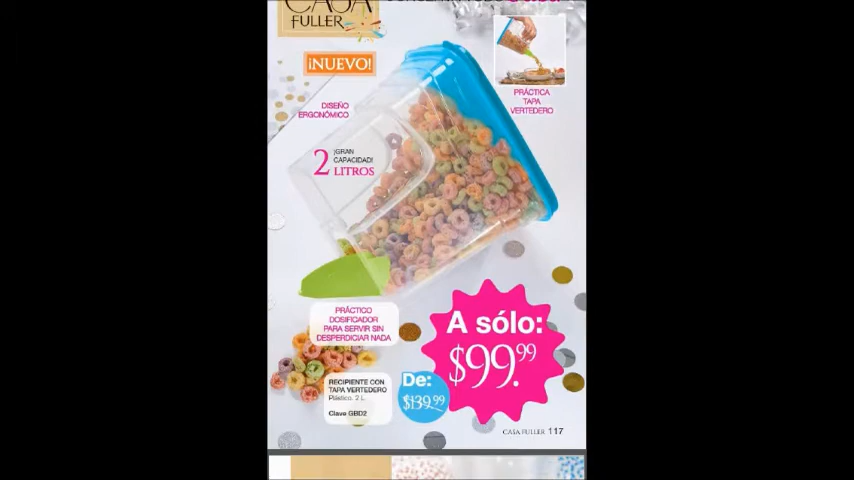 CASA
FULLER
¡NUEVO!
DISEÑO
ERGONÓMICO
2
¡GRAN
CAPACIDAD!
LITROS
PRÁCTICA
TAPA
VERTEDERO
PRÁCTICO
DOSIFICADOR
PARA SERVIR SIN
DESPERDICIAR NADA
A sólo:
$99.99
De:
$139.99
RECIPIENTE CON
TAPA VERTEDERO
Plástico. 2 L.
Clave GBD2
CASA FULLER 117